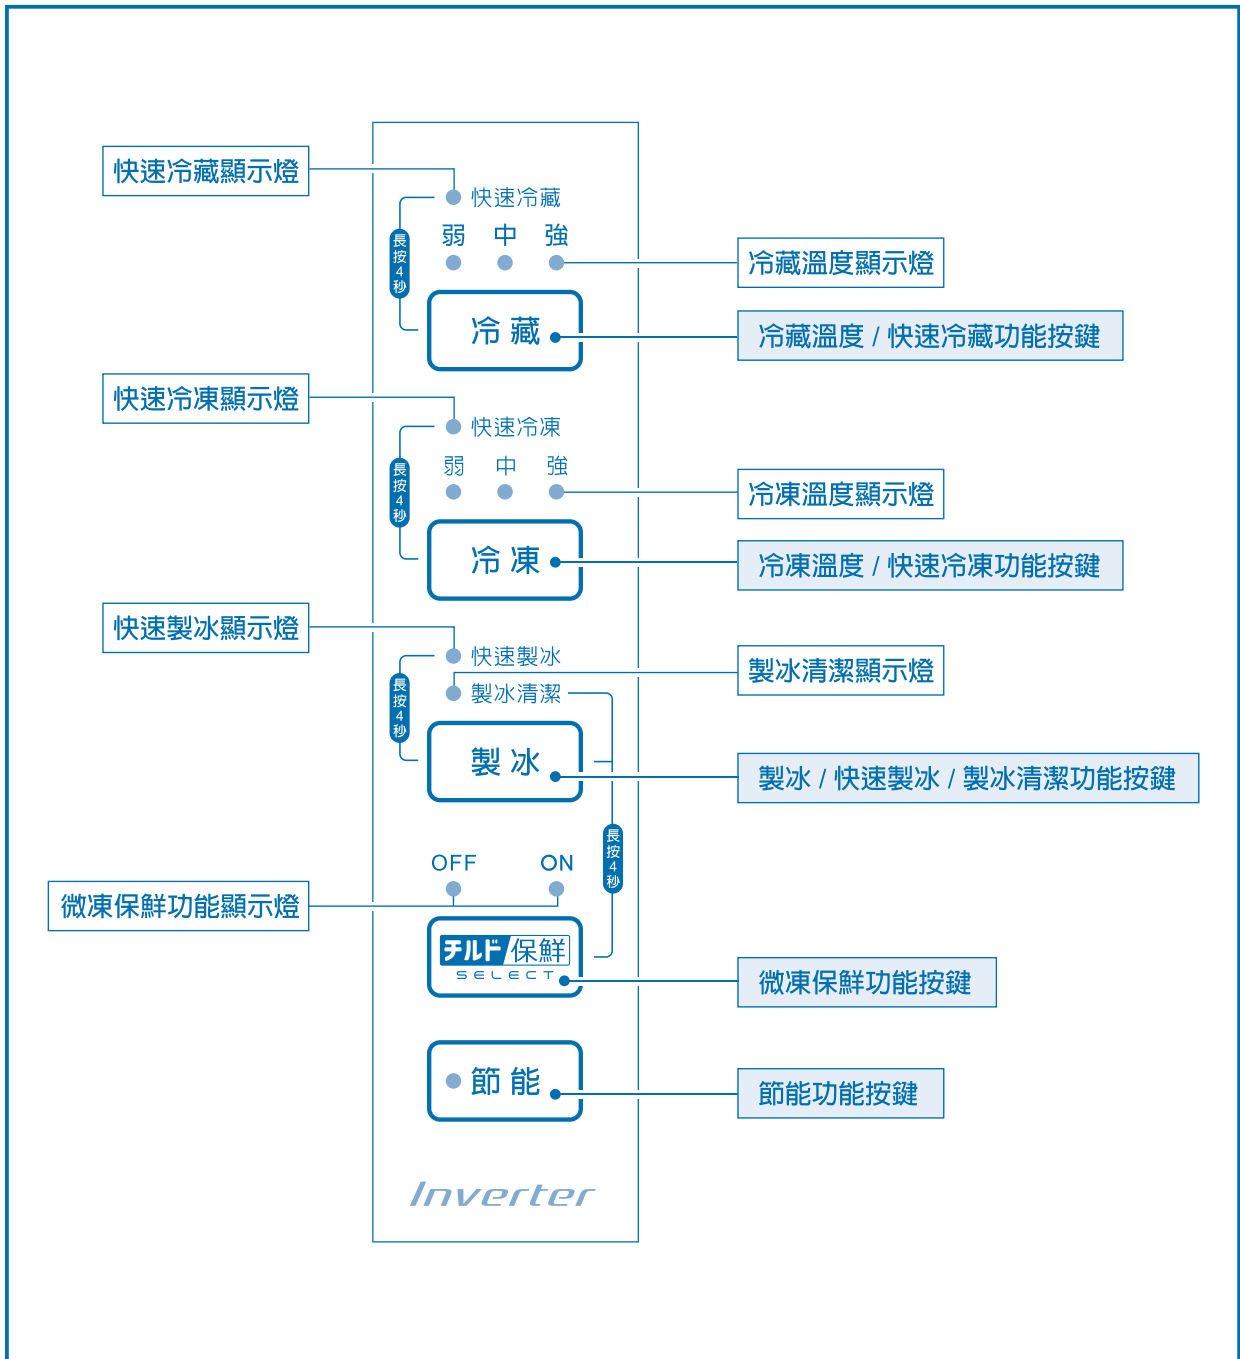 快速冷藏顯示燈
快速冷藏
弱 中 強
長按4秒
冷藏溫度顯示燈
冷藏
冷藏溫度 / 快速冷藏功能按鍵
快速冷凍顯示燈
快速冷凍
弱 中 強
長按4秒
冷凍溫度顯示燈
冷凍
冷凍溫度 / 快速冷凍功能按鍵
快速製冰顯示燈
快速製冰
製冰清潔顯示燈
製冰清潔
長按4秒
製冰
製冰 / 快速製冰 / 製冰清潔功能按鍵
長按4秒
OFF ON
微凍保鮮功能顯示燈
チルド保鮮
SELECT
微凍保鮮功能按鍵
節能
節能功能按鍵
Inverter